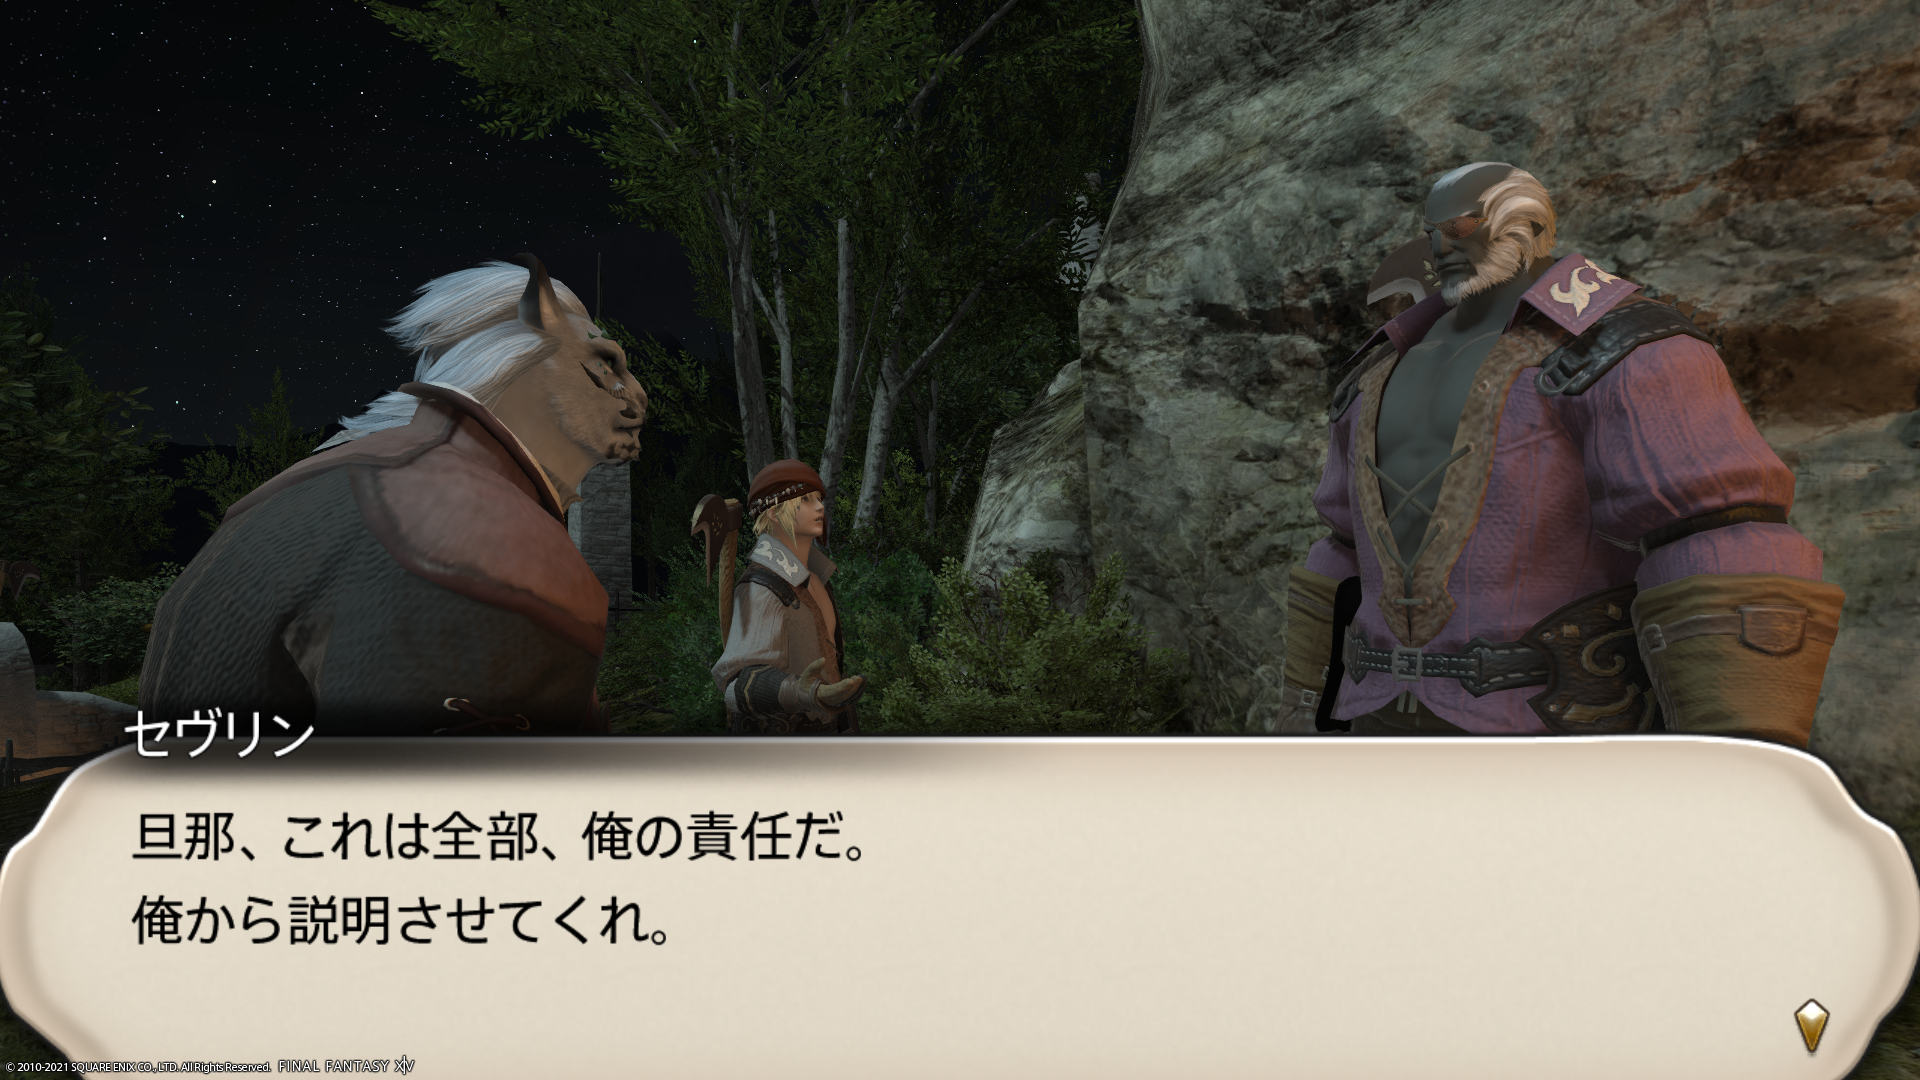 セヴリン
旦那、これは全部、俺の責任だ。
俺から説明させてくれ。
© 2010-2021 SQUARE ENIX CO., LTD. All Rights Reserved. FINAL FANTASY XIV